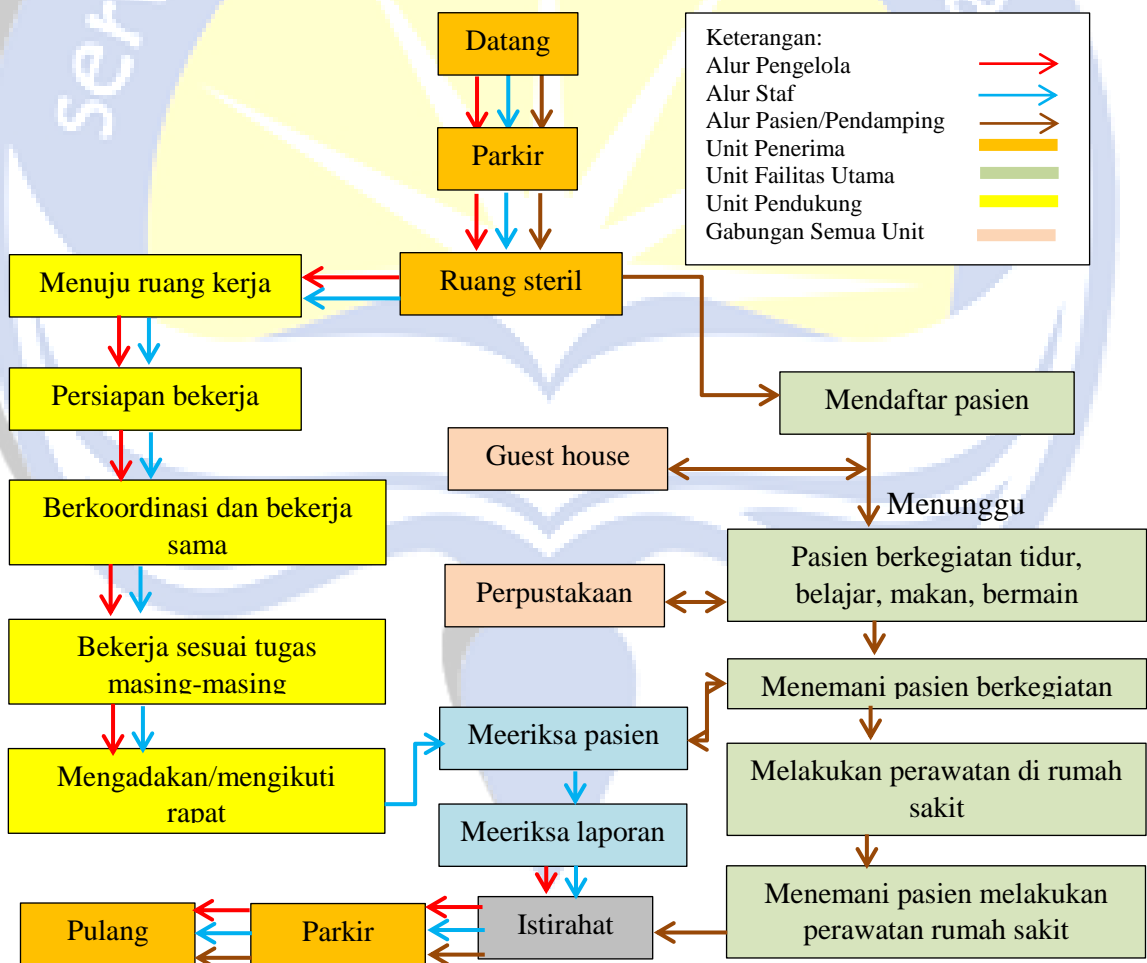 Ser
Datang
Keterangan:
Alur Pengelola
Alur Staf
Alur Pasien/Pendamping
Unit Penerima
Unit Failitas Utama
Unit Pendukung
Gabungan Semua Unit
Parkir
Menuju ruang kerja
Ruang steril
Persiapan bekerja
Mendaftar pasien
Guest house
Menunggu
Berkoordinasi dan bekerja
sama
Pasien berkegiatan tidur,
belajar, makan, bermain
Perpustakaan
Bekerja sesuai tugas
masing-masing
Menemani pasien berkegiatan
Meeriksa pasien
Mengadakan/mengikuti
rapat
Melakukan perawatan di rumah
sakit
Meeriksa laporan
Menemani pasien melakukan
perawatan rumah sakit
Istirahat
Parkir
Pulang